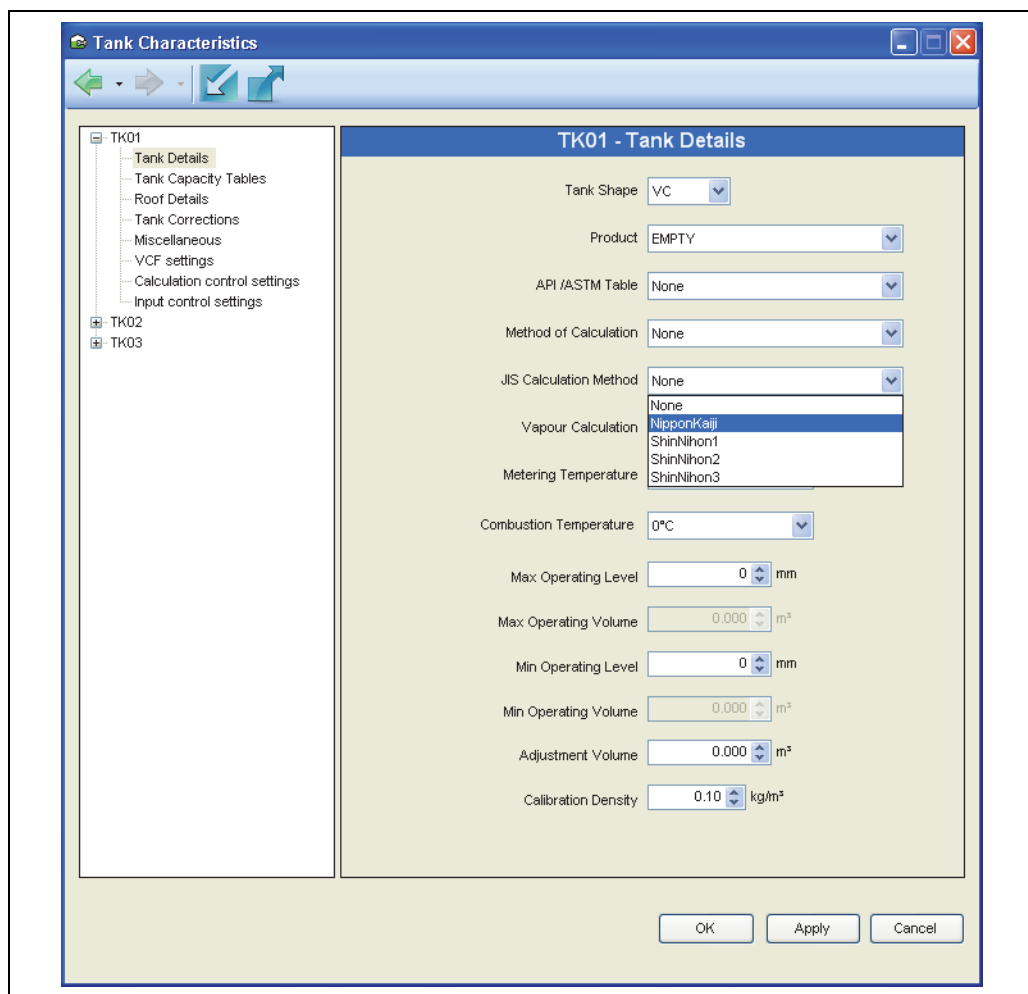 Tank Characteristics
TK01
Tank Details
Tank Capacity Tables
Roof Details
Tank Corrections
Miscellaneous
VCF settings
Calculation control settings
Input control settings
TK02
TK03
TK01 - Tank Details
Tank Shape VC
Product EMPTY
API /ASTM Table None
Method of Calculation None
JIS Calculation Method None
None
NipponKaiji
ShinNihon1
ShinNihon2
ShinNihon3
Vapour Calculation
Metering Temperature
Combustion Temperature 0°C
Max Operating Level 0 mm
Max Operating Volume 0.000 m³
Min Operating Level 0 mm
Min Operating Volume 0.000 m³
Adjustment Volume 0.000 m³
Calibration Density 0.10 kg/m³
OK Apply Cancel